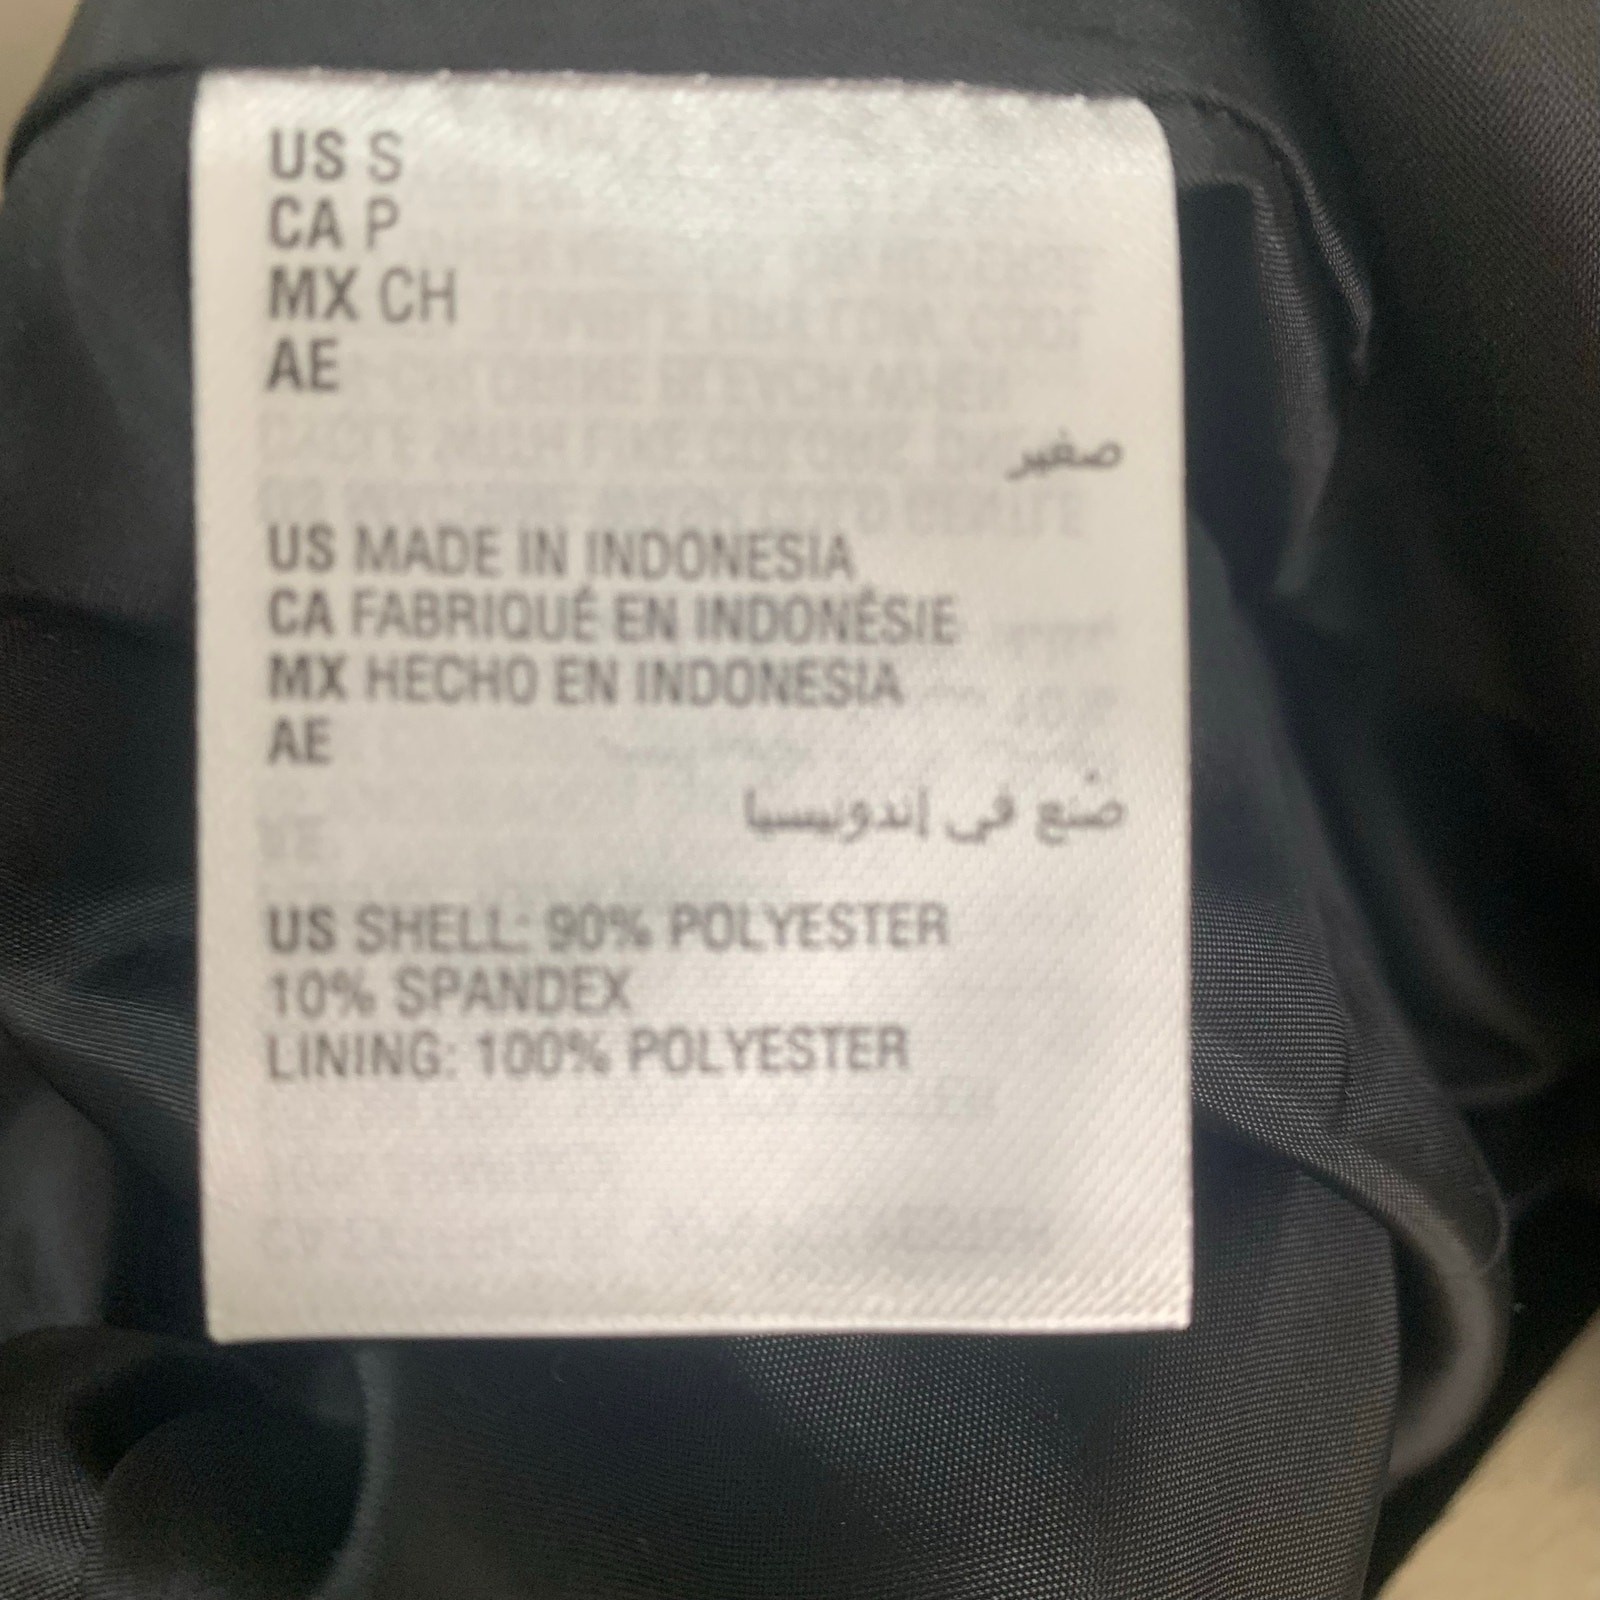 US S
CA P
MX CH
AE
صغير
US MADE IN INDONESIA
CA FABRIQUÉ EN INDONÉSIE
MX HECHO EN INDONESIA
AE
صُنع في إندونيسيا
US SHELL: 90% POLYESTER
10% SPANDEX
LINING: 100% POLYESTER